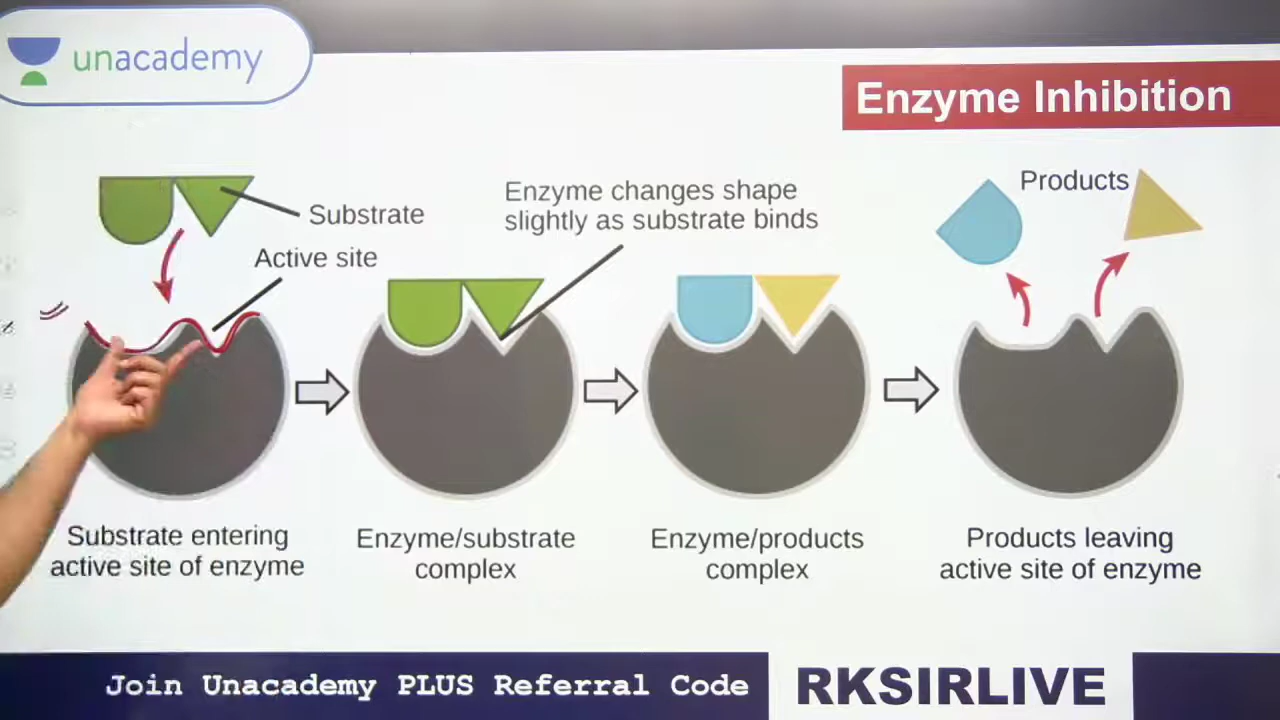 unacademy
Enzyme Inhibition
Substrate
Active site
Enzyme changes shape
slightly as substrate binds
Products
Substrate entering
active site of enzyme
Enzyme/substrate
complex
Enzyme/products
complex
Products leaving
active site of enzyme
Join Unacademy PLUS Referral Code
RKSIRLIVE